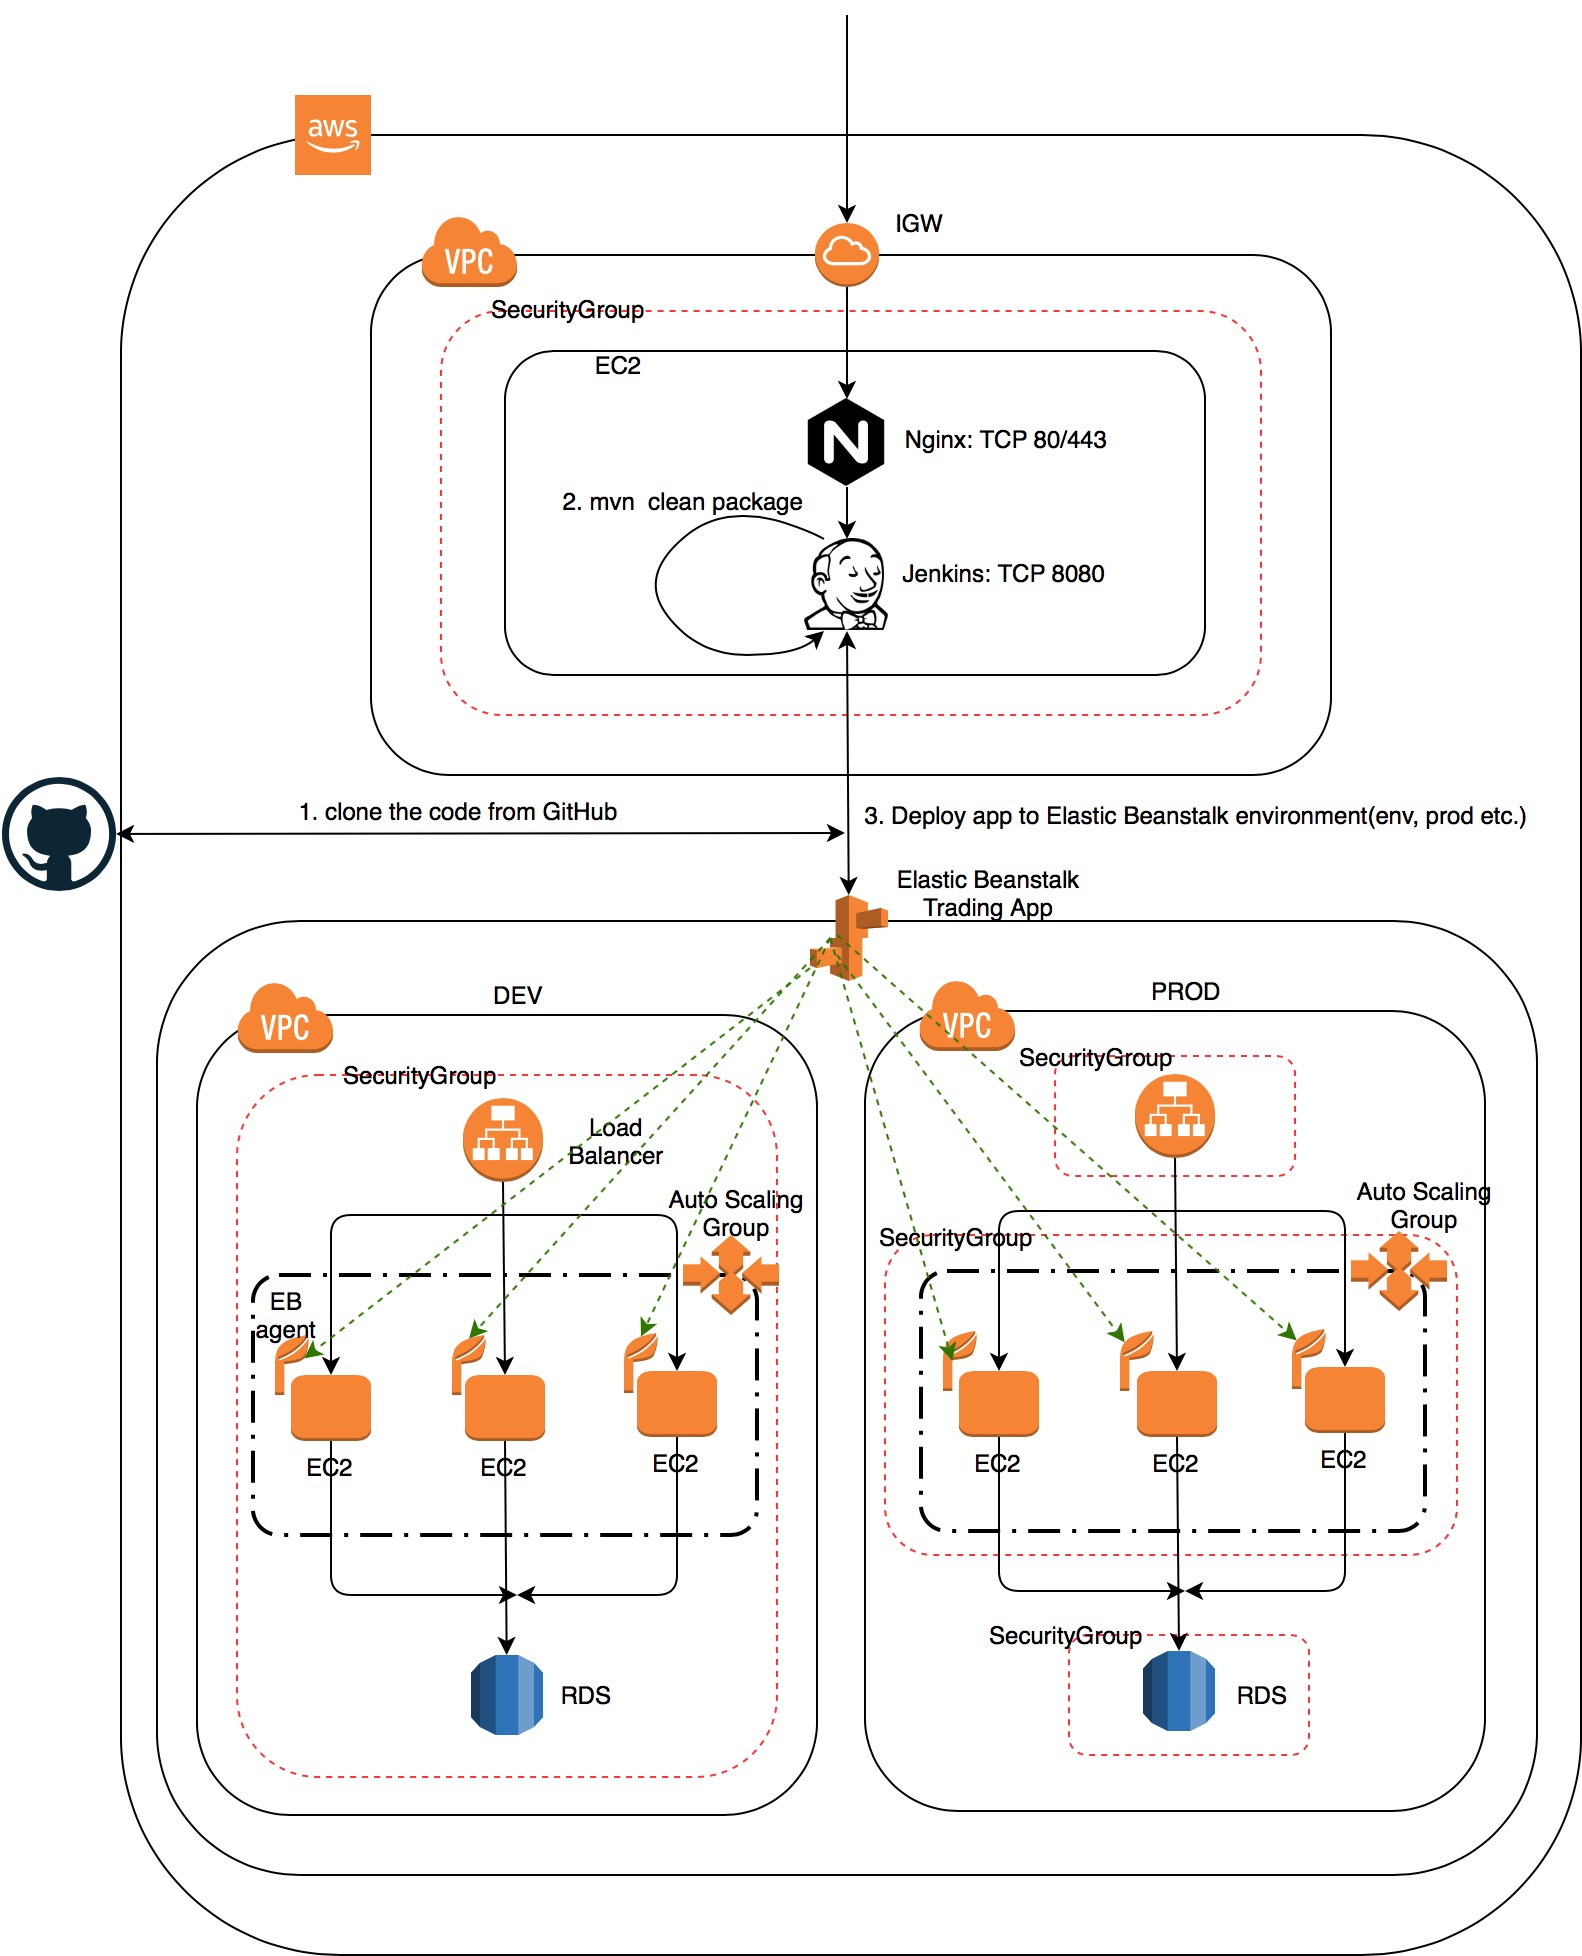 aws
IGW
VPC
SecurityGroup
EC2
N
Nginx: TCP 80/443
2. mvn  clean package
Jenkins: TCP 8080
1. clone the code from GitHub
3. Deploy app to Elastic Beanstalk environment(env, prod etc.)
Elastic Beanstalk
Trading App
DEV
VPC
SecurityGroup
Load
Balancer
Auto Scaling
Group
EB
agent
EC2
EC2
EC2
RDS
PROD
VPC
SecurityGroup
Auto Scaling
Group
SecurityGroup
EC2
EC2
EC2
SecurityGroup
RDS